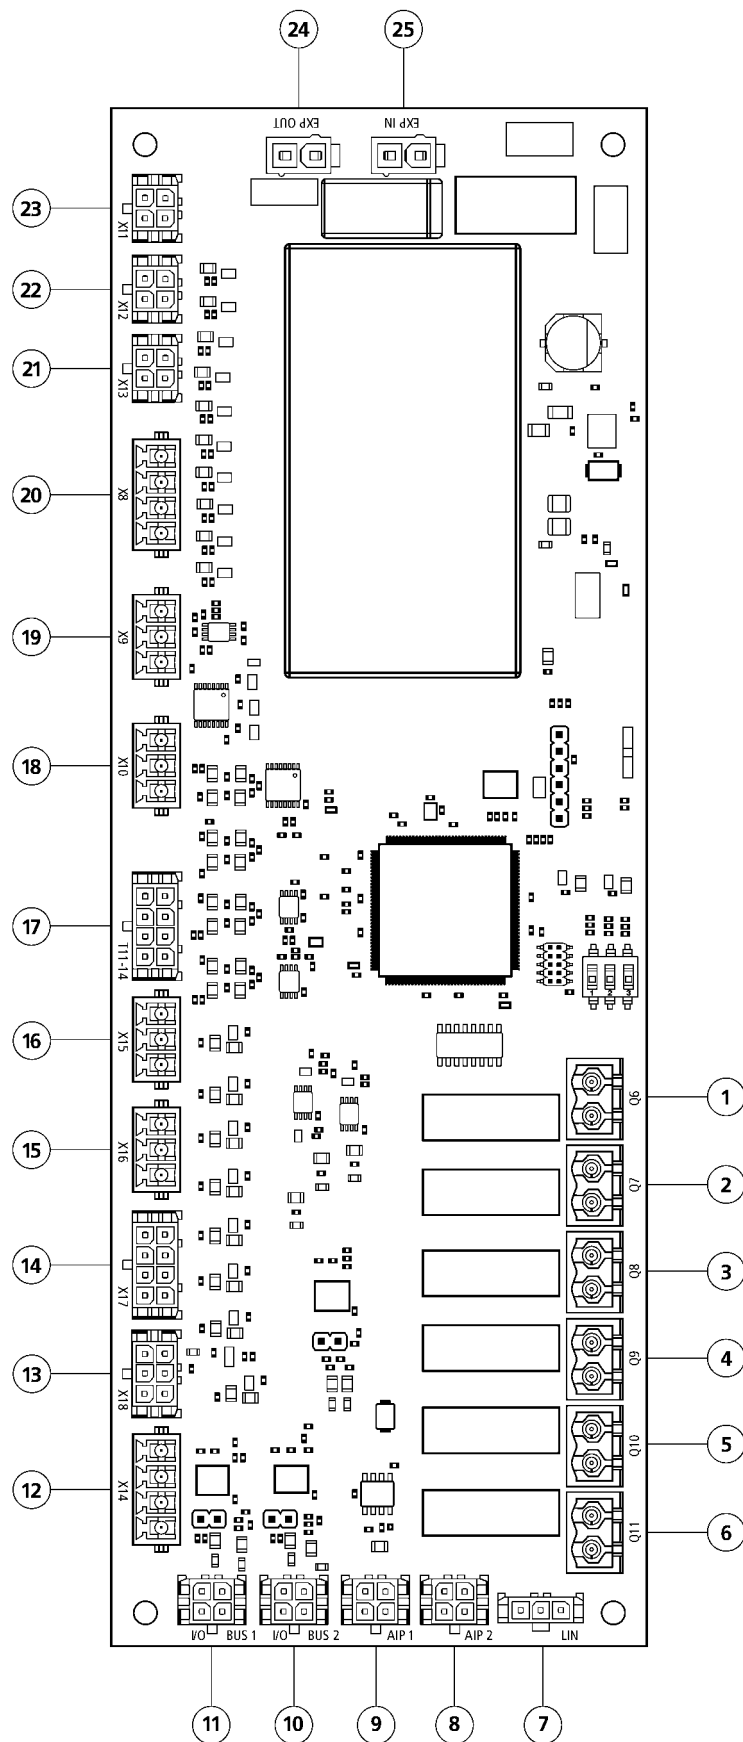 24 25
EXP OUT EXP IN
23 X11
22 X12
21 X13
20 X8
19 X9
18 X10
17 T11-14
1 2 3
16 X15
Q6 1
15 X16
Q7 2
14 X17
Q8 3
13 X18
Q9 4
12 X14
Q10 5
Q11 6
I/O BUS 1 I/O BUS 2 AIP 1 AIP 2 LIN
11 10 9 8 7